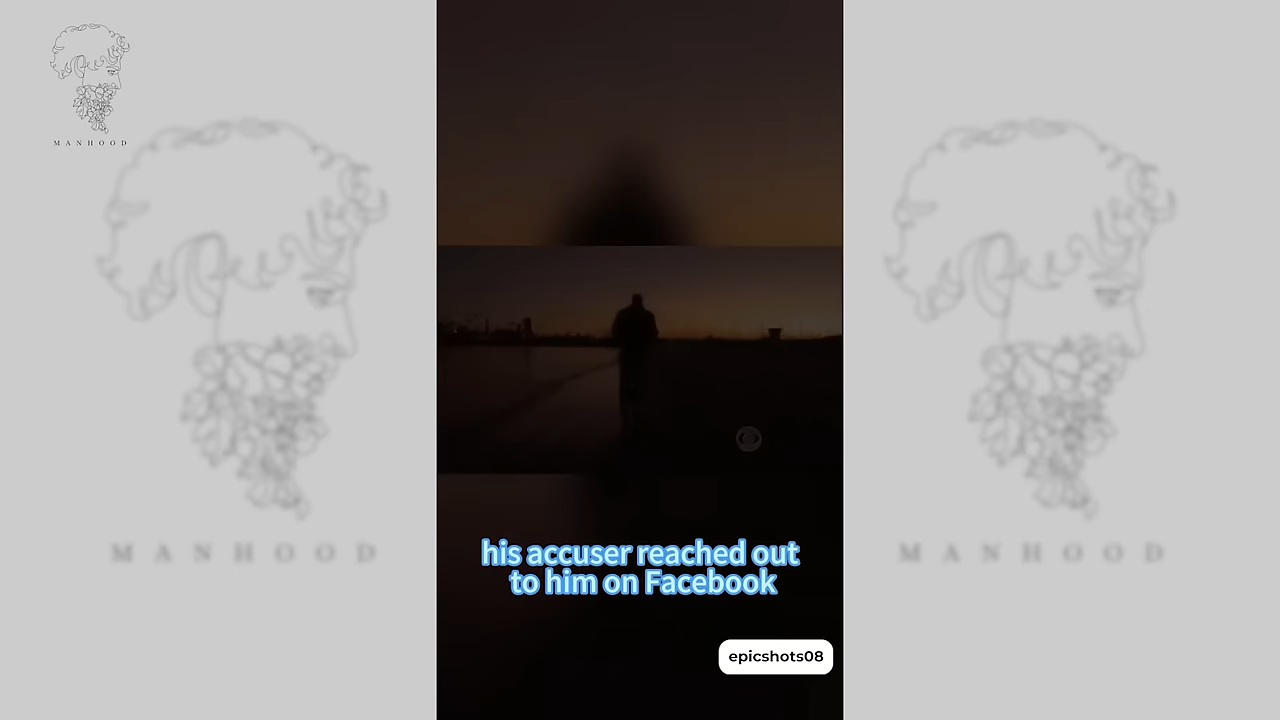 MANHOOD
MANHOOD
MANHOOD
his accuser reached out
to him on Facebook
epicshots08